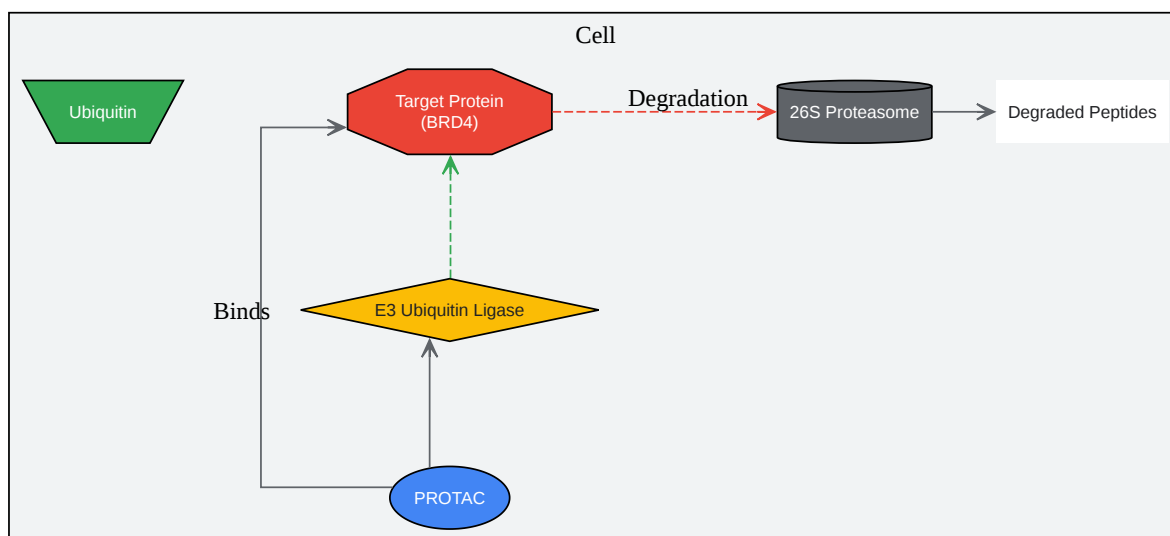 Cell
Ubiquitin
Target Protein
(BRD4)
Degradation
26S Proteasome
Degraded Peptides
Binds
E3 Ubiquitin Ligase
PROTAC